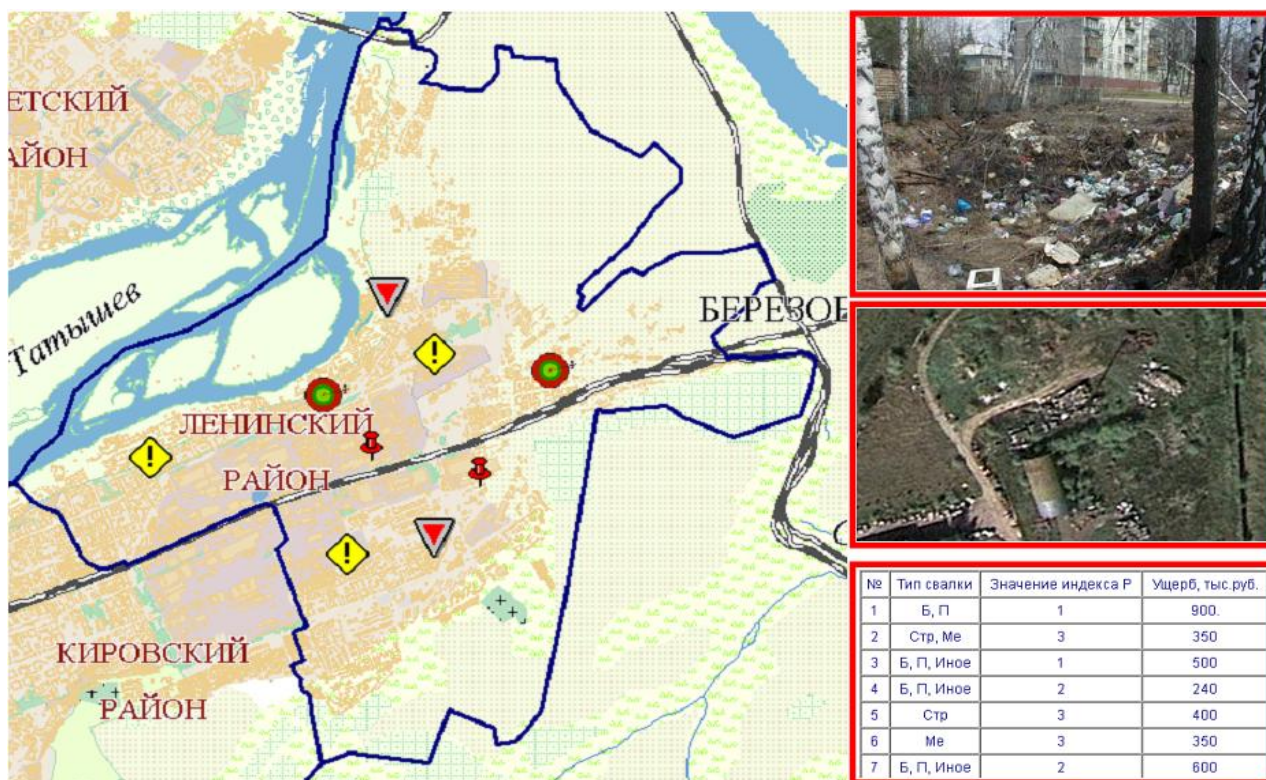 ЕТСКИЙ
АЙОН
Татышев
БЕРЕЗОВ
ЛЕНИНСКИЙ
РАЙОН
КИРОВСКИЙ
РАЙОН
№ Тип свалки Значение индекса Р Ущерб, тыс.руб.
1 Б, П 1 900.
2 Стр, Ме 3 350
3 Б, П, Иное 1 500
4 Б, П, Иное 2 240
5 Стр 3 400
6 Ме 3 350
7 Б, П, Иное 2 600